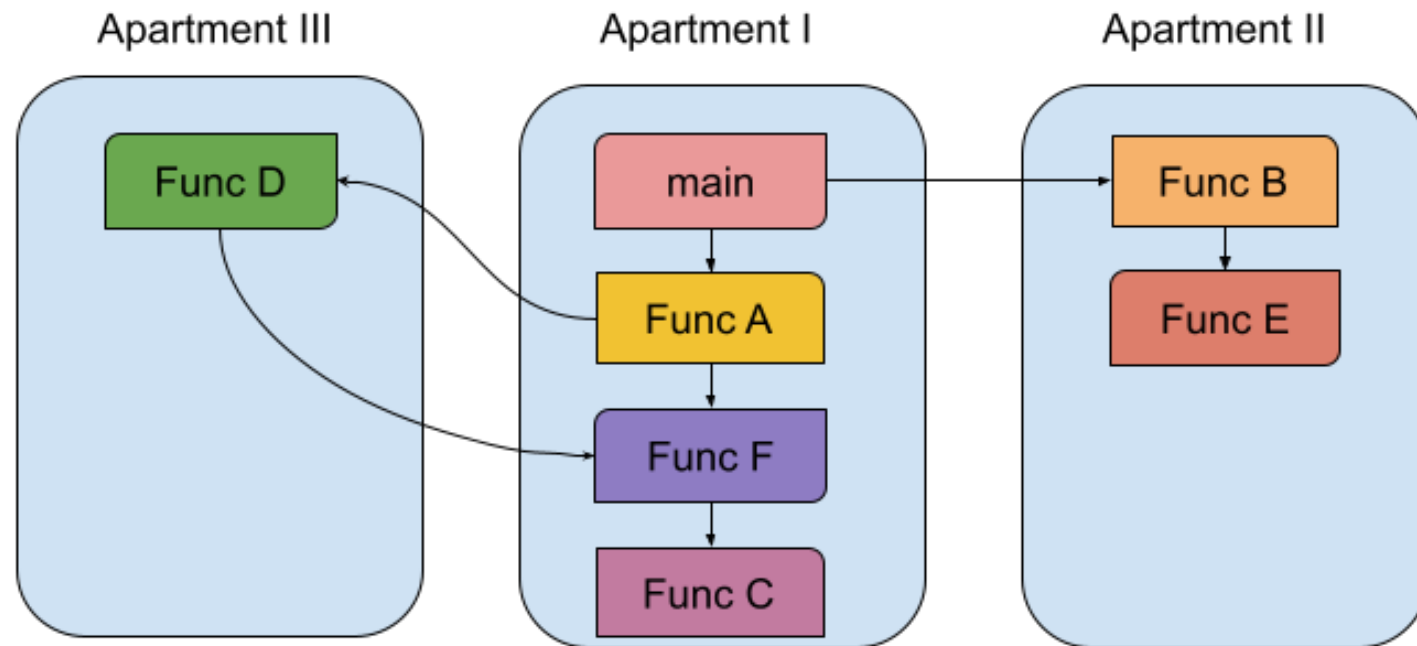 Apartment III
Apartment I
Apartment II
Func D
main
Func B
Func A
Func E
Func F
Func C